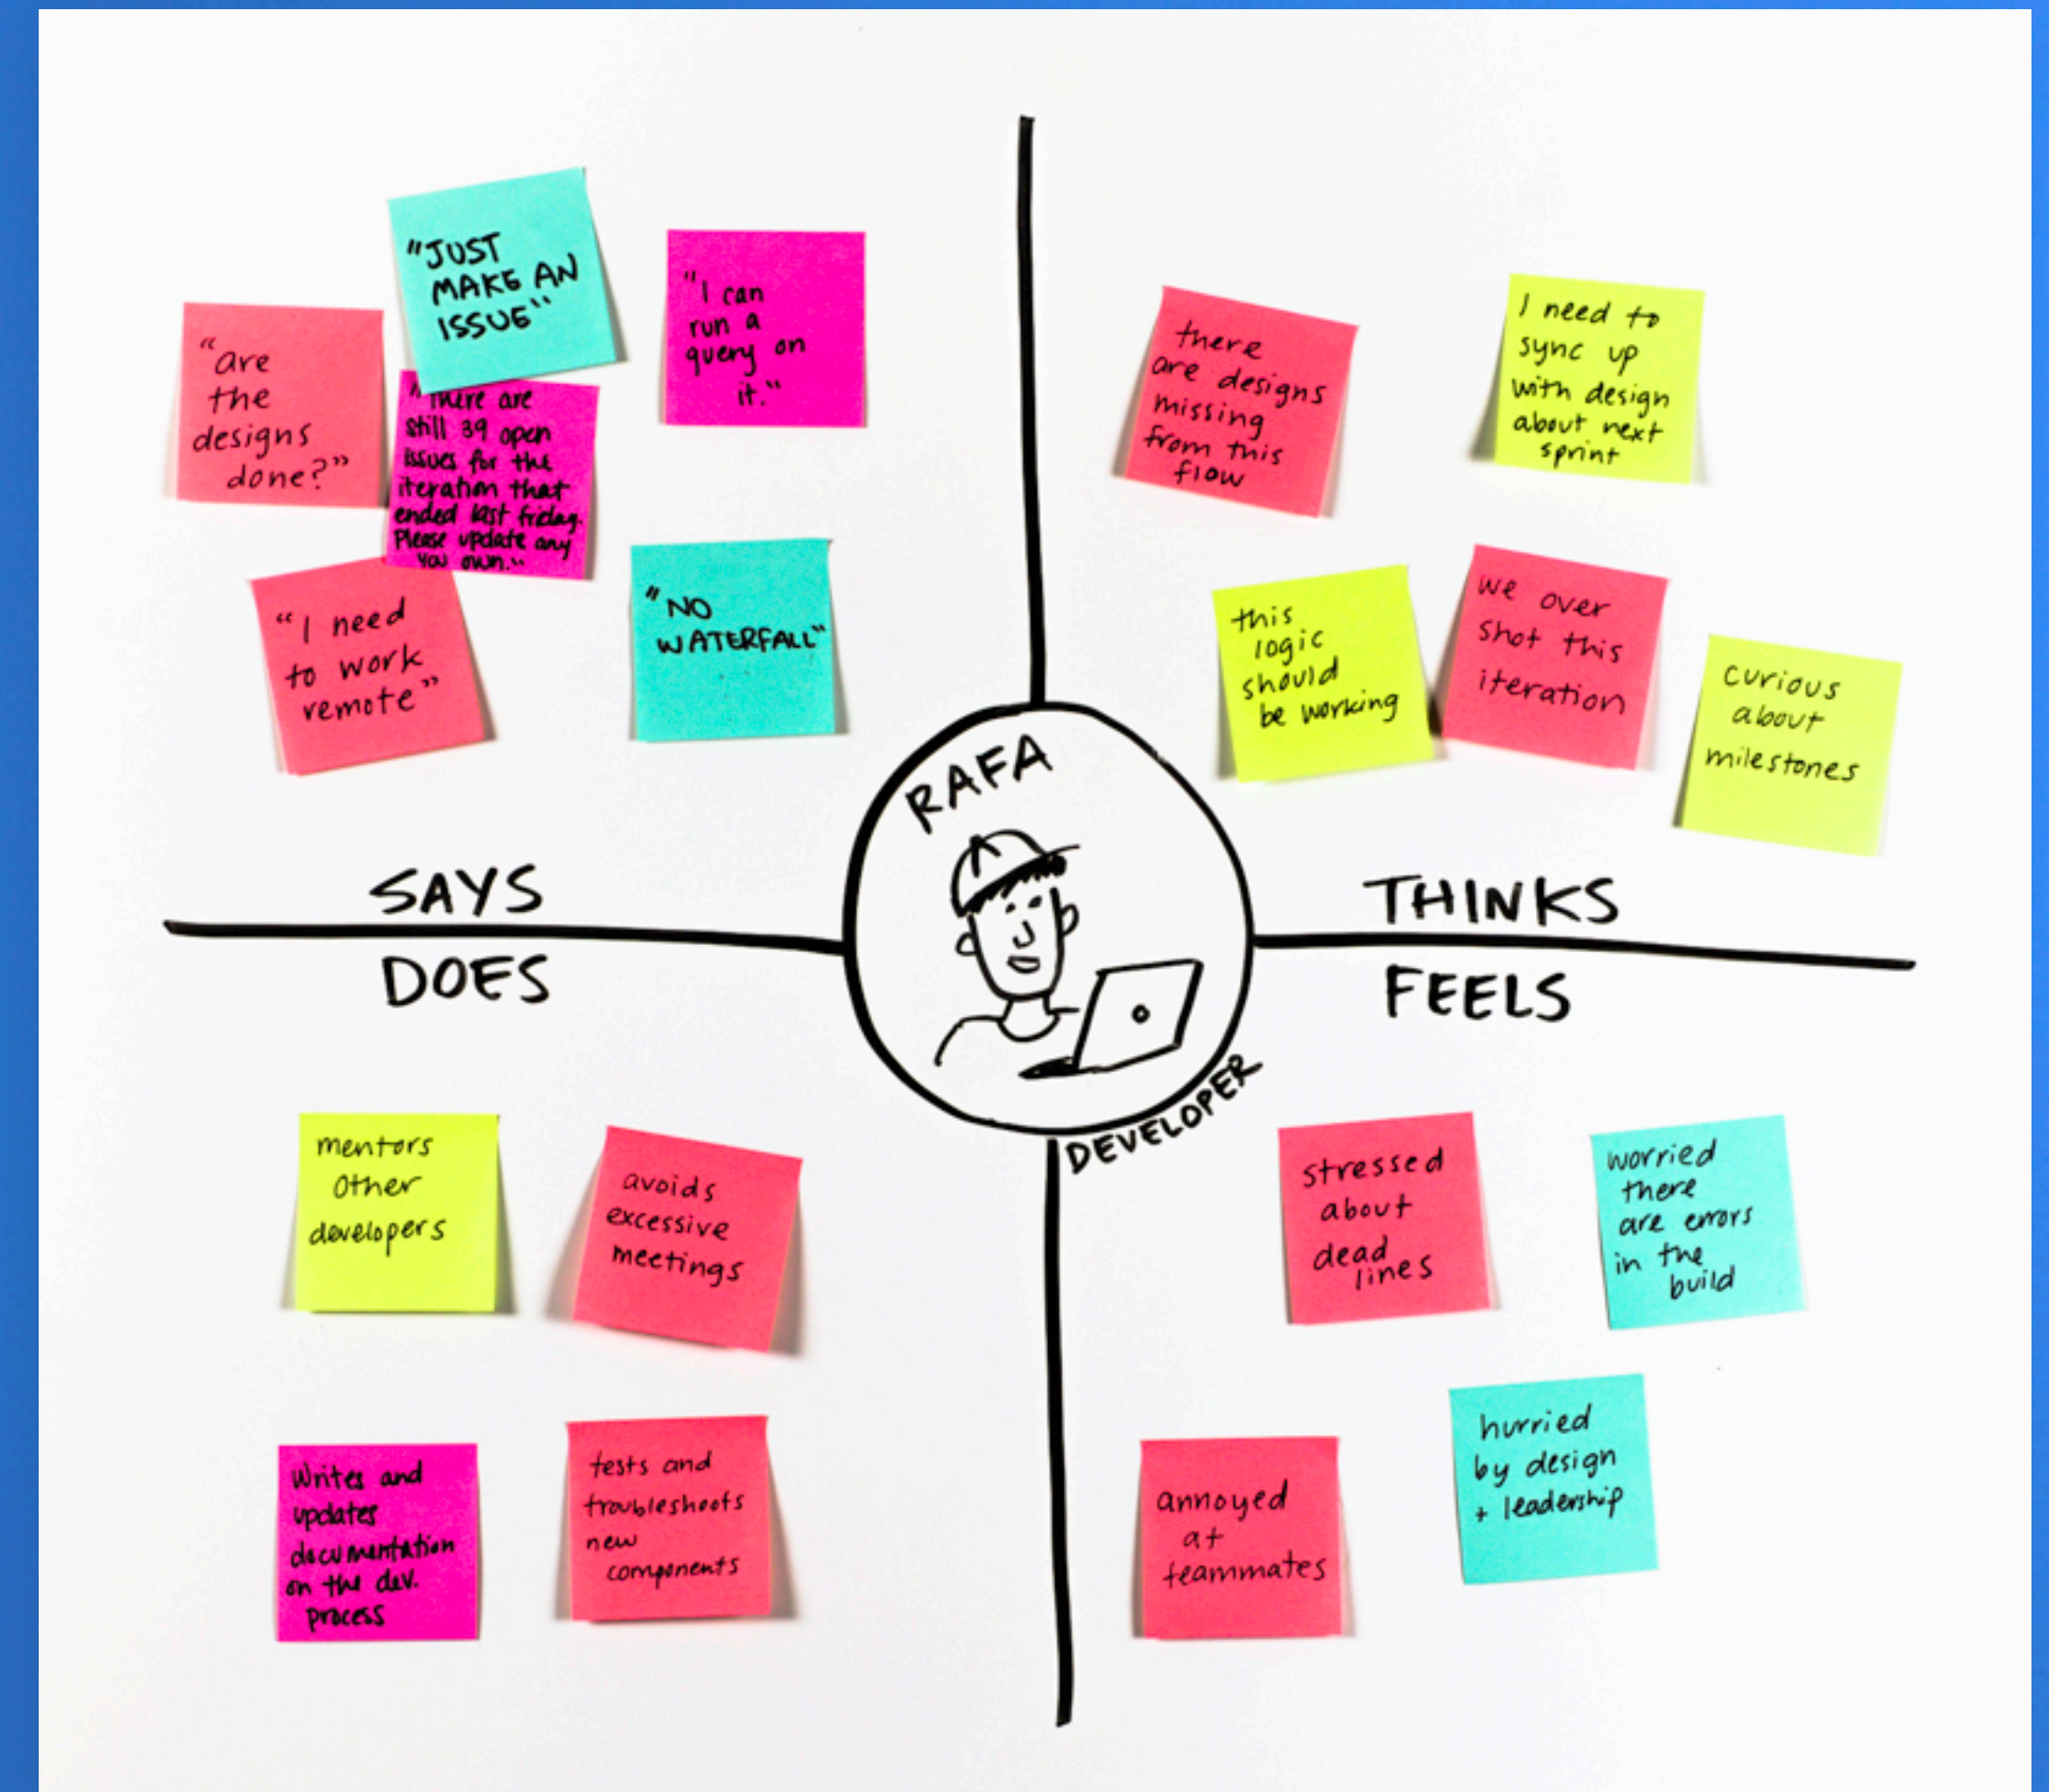 "JUST
MAKE AN
ISSUE"
"I can
run a
query on
it."
"are
the
designs
done?"
"There are
still 39 open
issues for the
iteration that
ended last friday.
Please update any
you own."
"I need
to work
remote"
"NO
WATERFALL"
SAYS
there
are designs
missing
from this
flow
I need to
sync up
with design
about next
sprint
this
logic
should
be working
we over
shot this
iteration
curious
about
milestones
THINKS
RAFA
DEVELOPER
DOES
mentors
other
developers
avoids
excessive
meetings
Writes and
updates
documentation
on the dev.
process
tests and
troubleshoots
new
components
FEELS
stressed
about
dead
lines
worried
there
are errors
in the
build
annoyed
at
teammates
hurried
by design
+ leadership